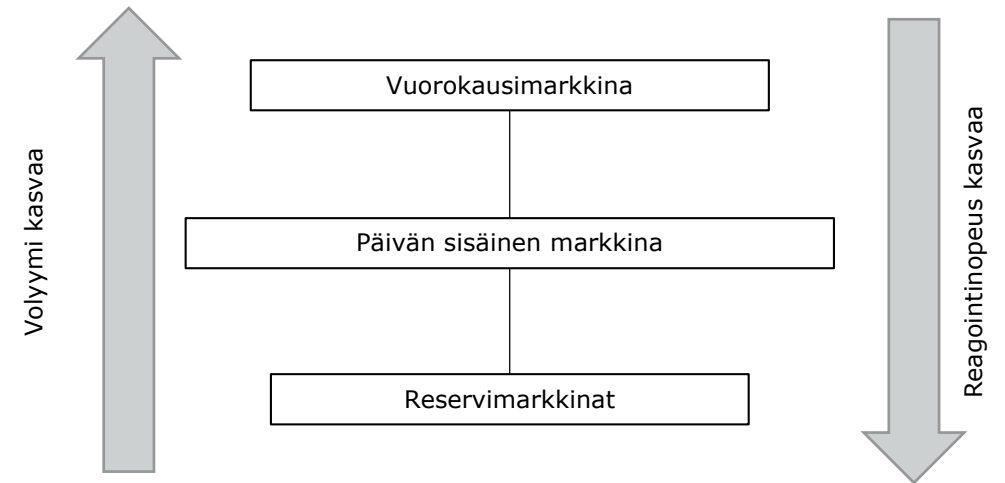 Volyymi kasvaa
Vuorokausimarkkina
Päivän sisäinen markkina
Reservimarkkinat
Reagointinopeus kasvaa